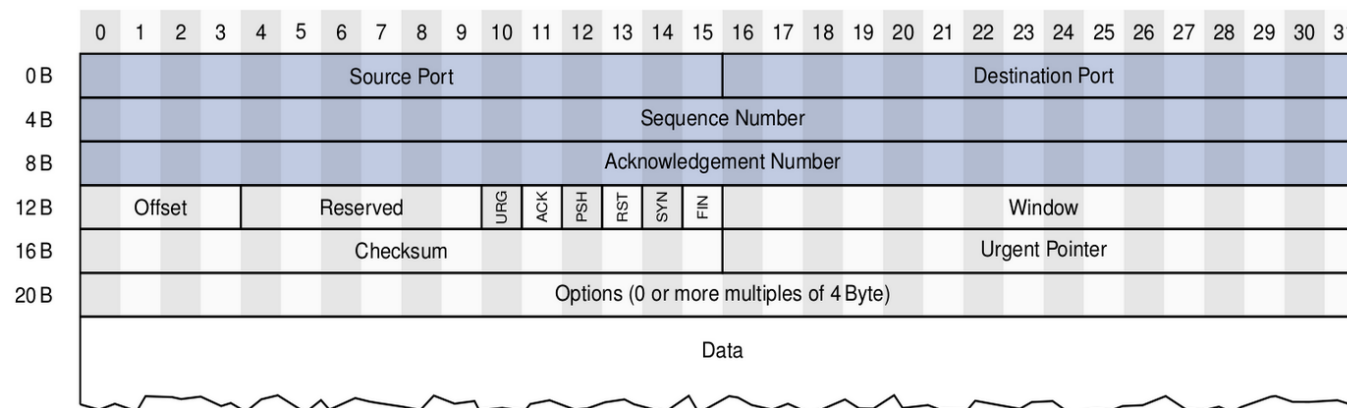 0 1 2 3 4 5 6 7 8 9 10 11 12 13 14 15 16 17 18 19 20 21 22 23 24 25 26 27 28 29 30
0 B Source Port Destination Port
4 B Sequence Number
8 B Acknowledgement Number
12 B Offset Reserved URG ACK PSH RST SYN FIN Window
16 B Checksum Urgent Pointer
20 B Options (0 or more multiples of 4 Byte)
Data